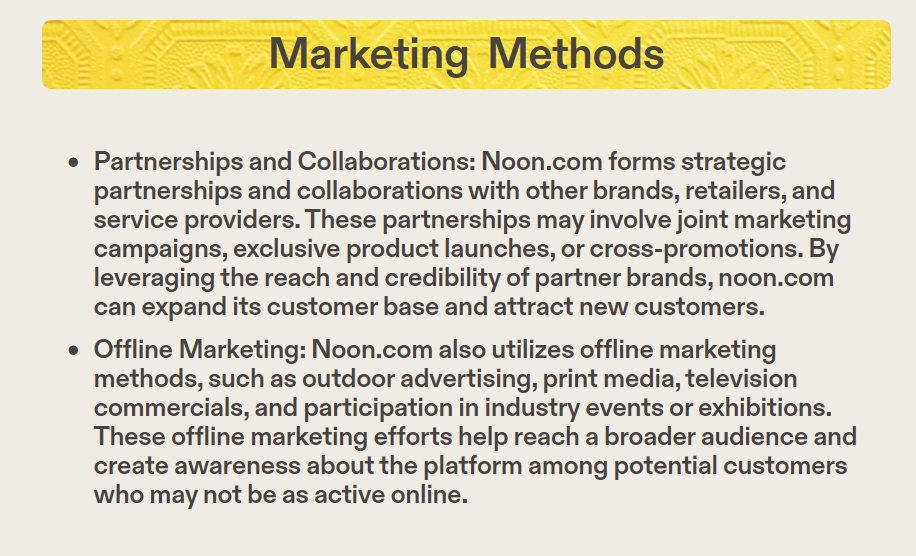 Marketing Methods
• Partnerships and Collaborations: Noon.com forms strategic
partnerships and collaborations with other brands, retailers, and
service providers. These partnerships may involve joint marketing
campaigns, exclusive product launches, or cross-promotions. By
leveraging the reach and credibility of partner brands, noon.com
can expand its customer base and attract new customers.
• Offline Marketing: Noon.com also utilizes offline marketing
methods, such as outdoor advertising, print media, television
commercials, and participation in industry events or exhibitions.
These offline marketing efforts help reach a broader audience and
create awareness about the platform among potential customers
who may not be as active online.